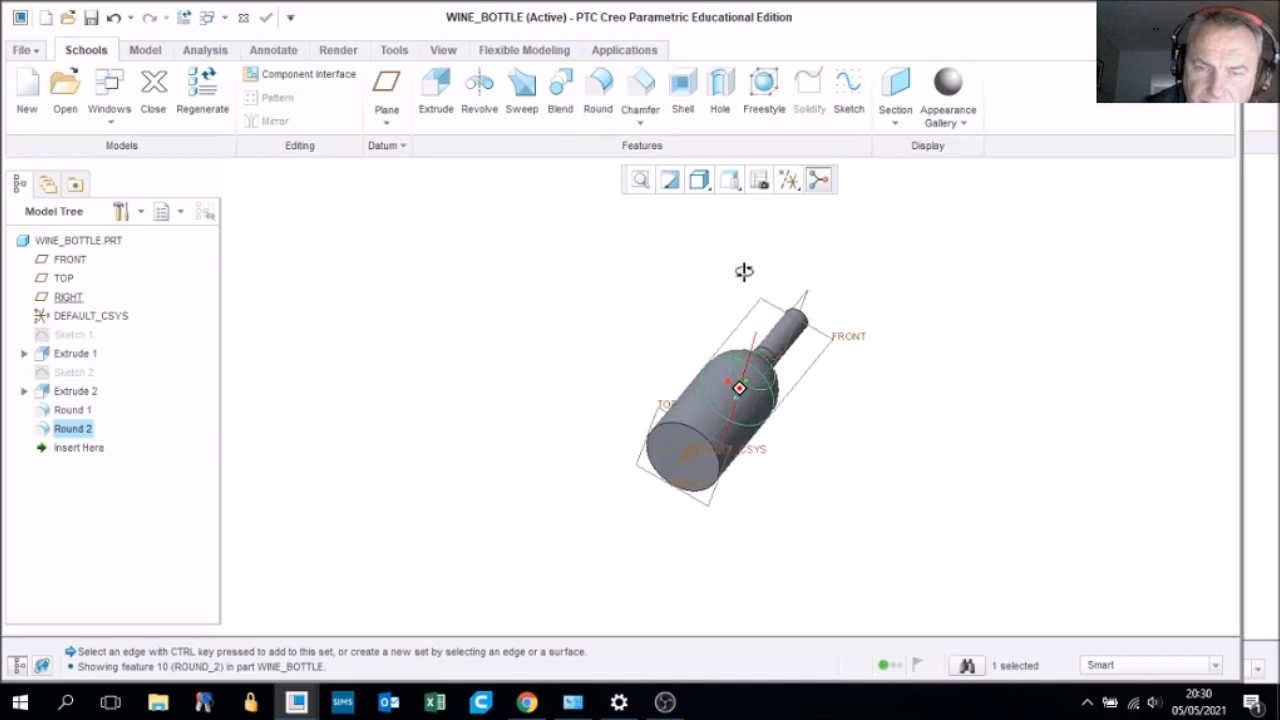 WINE_BOTTLE (Active) - PTC Creo Parametric Educational Edition
File
Schools
Model
Analysis
Annotate
Render
Tools
View
Flexible Modeling
Applications
New
Open
Windows
Close
Regenerate
Component Interface
Pattern
Mirror
Plane
Extrude
Revolve
Sweep
Blend
Round
Chamfer
Shell
Hole
Freestyle
Solidify
Sketch
Section
Appearance
Gallery
Models
Editing
Datum
Features
Display
Model Tree
WINE_BOTTLE.PRT
FRONT
TOP
RIGHT
DEFAULT_CSYS
Sketch 1
Extrude 1
Sketch 2
Extrude 2
Round 1
Round 2
Insert Here
FRONT
TOP
Select an edge with CTRL key pressed to add to this set, or create a new set by selecting an edge or a surface.
• Showing feature 10 (ROUND_2) in part WINE_BOTTLE.
1 selected
Smart
SIMS
20:30
05/05/2021